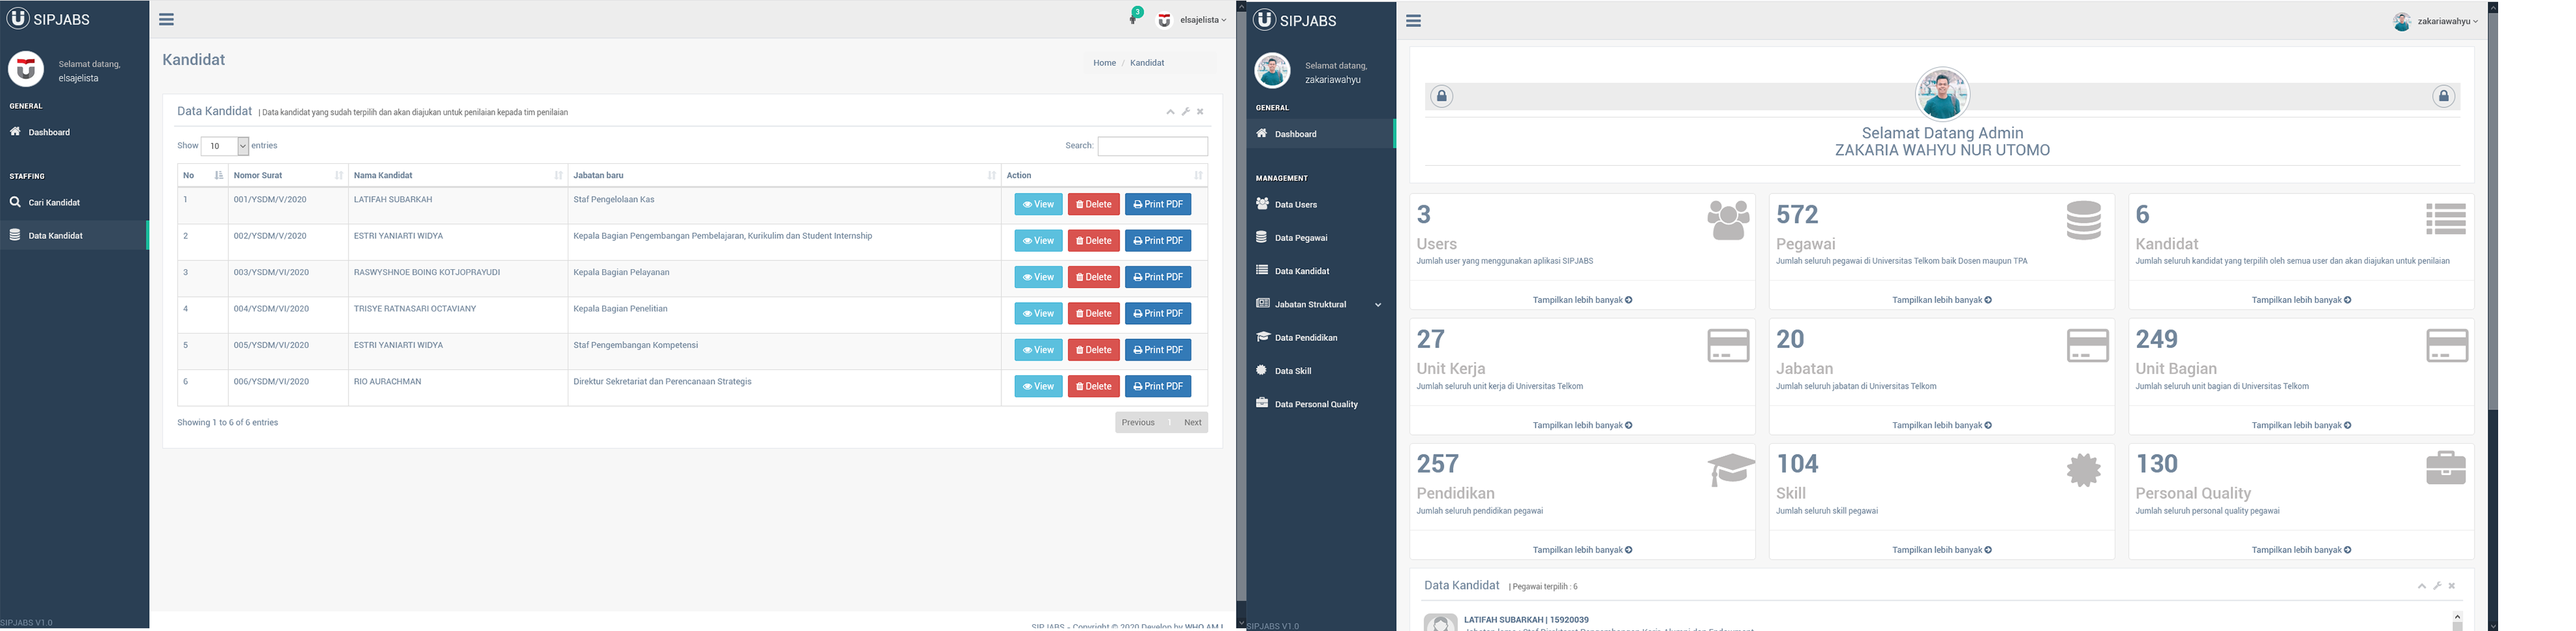 SIPJABS
Selamat datang,
elsajelista
GENERAL
Dashboard
STAFFING
Cari Kandidat
Data Kandidat
SIPJABS V1.0
3
elsajelista
Kandidat
Home / Kandidat
Data Kandidat | Data kandidat yang sudah terpilih dan akan diajukan untuk penilaian kepada tim penilaian
Show 10 entries
Search:
No Nomor Surat Nama Kandidat Jabatan baru Action
1 001/YSDM/V/2020 LATIFAH SUBARKAH Staf Pengelolaan Kas View Delete Print PDF
2 002/YSDM/V/2020 ESTRI YANIARTI WIDYA Kepala Bagian Pengembangan Pembelajaran, Kurikulim dan Student Internship View Delete Print PDF
3 003/YSDM/VI/2020 RASWYSHNOE BOING KOTJOPRAYUDI Kepala Bagian Pelayanan View Delete Print PDF
4 004/YSDM/VI/2020 TRISYE RATNASARI OCTAVIANY Kepala Bagian Penelitian View Delete Print PDF
5 005/YSDM/VI/2020 ESTRI YANIARTI WIDYA Staf Pengembangan Kompetensi View Delete Print PDF
6 006/YSDM/VI/2020 RIO AURACHMAN Direktur Sekretariat dan Perencanaan Strategis View Delete Print PDF
Showing 1 to 6 of 6 entries
Previous 1 Next
SIPJABS - Copyright © 2020 Develop by WHO AM I
SIPJABS
Selamat datang,
zakariawahyu
GENERAL
Dashboard
MANAGEMENT
Data Users
Data Pegawai
Data Kandidat
Jabatan Struktural
Data Pendidikan
Data Skill
Data Personal Quality
SIPJABS V1.0
zakariawahyu
Selamat Datang Admin
ZAKARIA WAHYU NUR UTOMO
3
Users
Jumlah user yang menggunakan aplikasi SIPJABS
Tampilkan lebih banyak
572
Pegawai
Jumlah seluruh pegawai di Universitas Telkom baik Dosen maupun TPA
Tampilkan lebih banyak
6
Kandidat
Jumlah seluruh kandidat yang terpilih oleh semua user dan akan diajukan untuk penilaian
Tampilkan lebih banyak
27
Unit Kerja
Jumlah seluruh unit kerja di Universitas Telkom
Tampilkan lebih banyak
20
Jabatan
Jumlah seluruh jabatan di Universitas Telkom
Tampilkan lebih banyak
249
Unit Bagian
Jumlah seluruh unit bagian di Universitas Telkom
Tampilkan lebih banyak
257
Pendidikan
Jumlah seluruh pendidikan pegawai
Tampilkan lebih banyak
104
Skill
Jumlah seluruh skill pegawai
Tampilkan lebih banyak
130
Personal Quality
Jumlah seluruh personal quality pegawai
Tampilkan lebih banyak
Data Kandidat | Pegawai terpilih : 6
LATIFAH SUBARKAH | 15920039